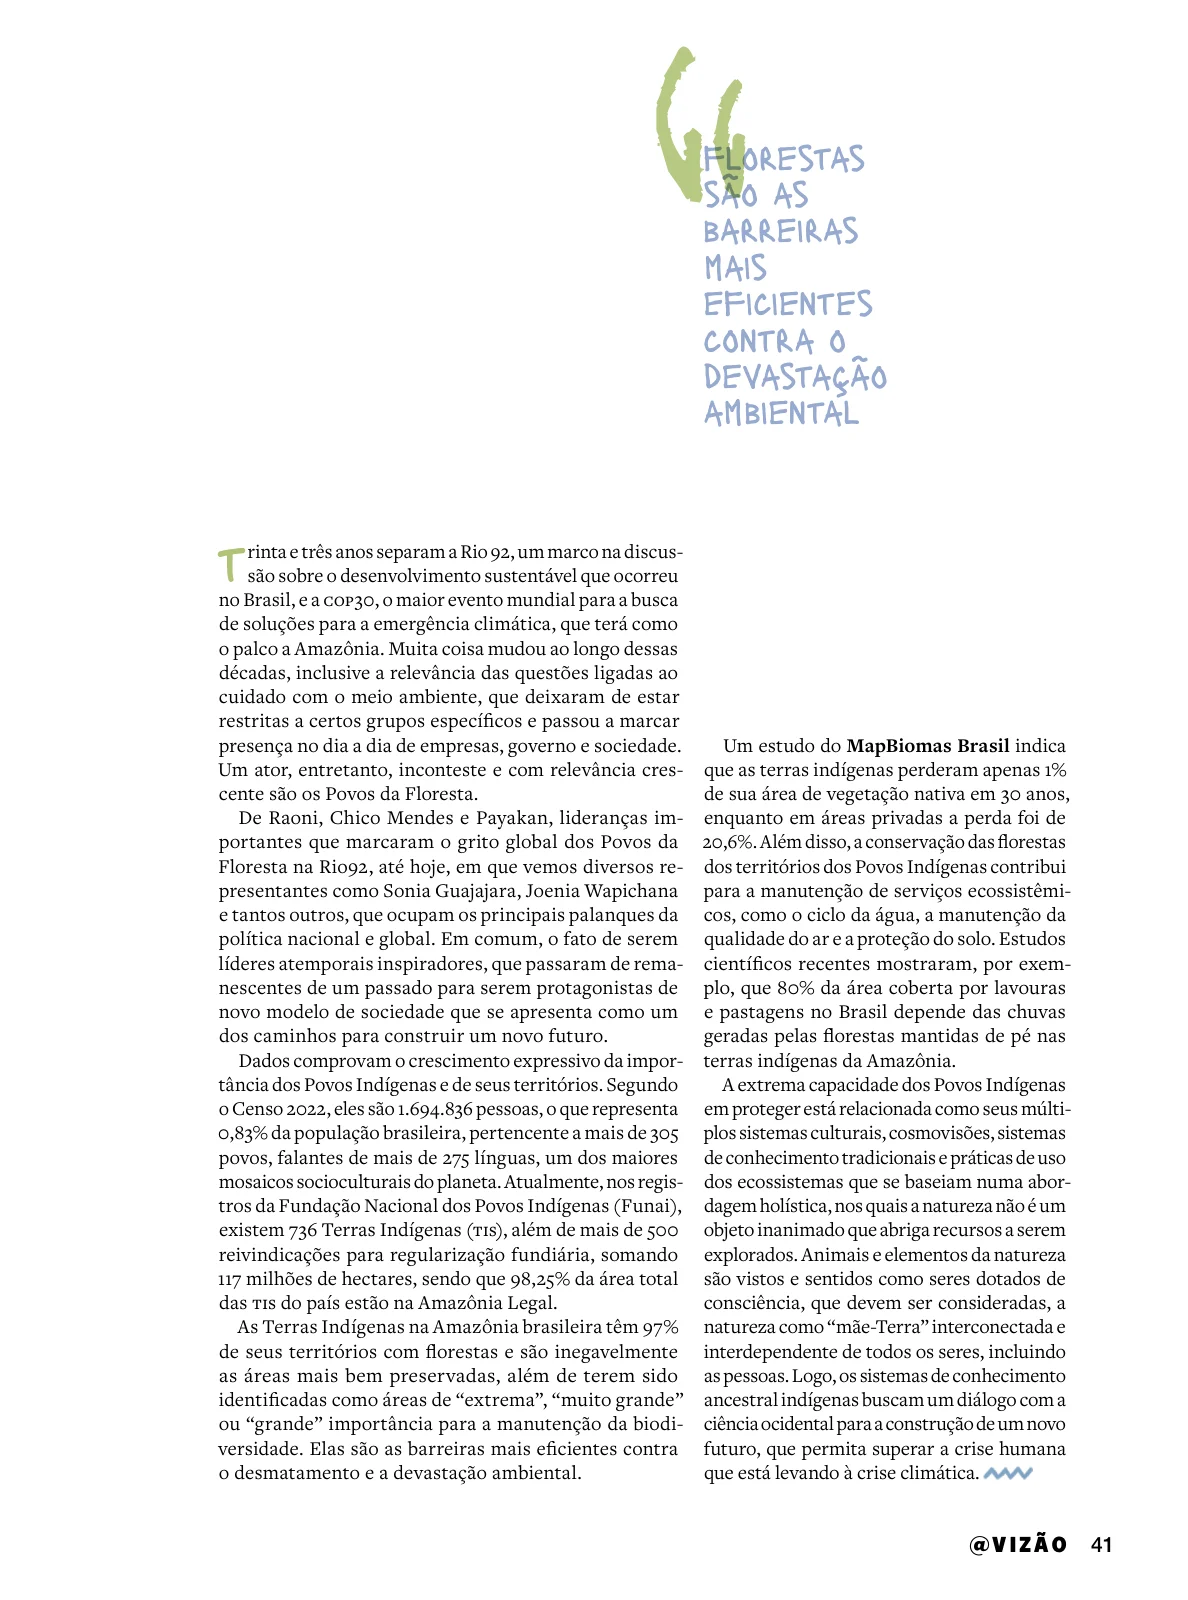 FLORESTAS
SÃO AS
BARREIRAS
MAIS
EFICIENTES
CONTRA O
DEVASTAÇÃO
AMBIENTAL
Trinta e três anos separam a Rio 92, um marco na discus-
são sobre o desenvolvimento sustentável que ocorreu
no Brasil, e a COP30, o maior evento mundial para a busca
de soluções para a emergência climática, que terá como
o palco a Amazônia. Muita coisa mudou ao longo dessas
décadas, inclusive a relevância das questões ligadas ao
cuidado com o meio ambiente, que deixaram de estar
restritas a certos grupos específicos e passou a marcar
presença no dia a dia de empresas, governo e sociedade.
Um ator, entretanto, inconteste e com relevância cres-
cente são os Povos da Floresta.
De Raoni, Chico Mendes e Payakan, lideranças im-
portantes que marcaram o grito global dos Povos da
Floresta na Rio92, até hoje, em que vemos diversos re-
presentantes como Sonia Guajajara, Joenia Wapichana
e tantos outros, que ocupam os principais palanques da
política nacional e global. Em comum, o fato de serem
líderes atemporais inspiradores, que passaram de rema-
nescentes de um passado para serem protagonistas de
novo modelo de sociedade que se apresenta como um
dos caminhos para construir um novo futuro.
Dados comprovam o crescimento expressivo da impor-
tância dos Povos Indígenas e de seus territórios. Segundo
o Censo 2022, eles são 1.694.836 pessoas, o que representa
0,83% da população brasileira, pertencente a mais de 305
povos, falantes de mais de 275 línguas, um dos maiores
mosaicos socioculturais do planeta. Atualmente, nos regis-
tros da Fundação Nacional dos Povos Indígenas (Funai),
existem 736 Terras Indígenas (TIS), além de mais de 500
reivindicações para regularização fundiária, somando
117 milhões de hectares, sendo que 98,25% da área total
das TIS do país estão na Amazônia Legal.
As Terras Indígenas na Amazônia brasileira têm 97%
de seus territórios com florestas e são inegavelmente
as áreas mais bem preservadas, além de terem sido
identificadas como áreas de “extrema”, “muito grande”
ou “grande” importância para a manutenção da biodi-
versidade. Elas são as barreiras mais eficientes contra
o desmatamento e a devastação ambiental.
Um estudo do MapBiomas Brasil indica
que as terras indígenas perderam apenas 1%
de sua área de vegetação nativa em 30 anos,
enquanto em áreas privadas a perda foi de
20,6%. Além disso, a conservação das florestas
dos territórios dos Povos Indígenas contribui
para a manutenção de serviços ecossistêmi-
cos, como o ciclo da água, a manutenção da
qualidade do ar e a proteção do solo. Estudos
científicos recentes mostraram, por exem-
plo, que 80% da área coberta por lavouras
e pastagens no Brasil depende das chuvas
geradas pelas florestas mantidas de pé nas
terras indígenas da Amazônia.
A extrema capacidade dos Povos Indígenas
em proteger está relacionada como seus múlti-
plos sistemas culturais, cosmovisões, sistemas
de conhecimento tradicionais e práticas de uso
dos ecossistemas que se baseiam numa abor-
dagem holística, nos quais a natureza não é um
objeto inanimado que abriga recursos a serem
explorados. Animais e elementos da natureza
são vistos e sentidos como seres dotados de
consciência, que devem ser consideradas, a
natureza como “mãe-Terra” interconectada e
interdependente de todos os seres, incluindo
as pessoas. Logo, os sistemas de conhecimento
ancestral indígenas buscam um diálogo com a
ciência ocidental para a construção de um novo
futuro, que permita superar a crise humana
que está levando à crise climática.
@VIZÃO 41